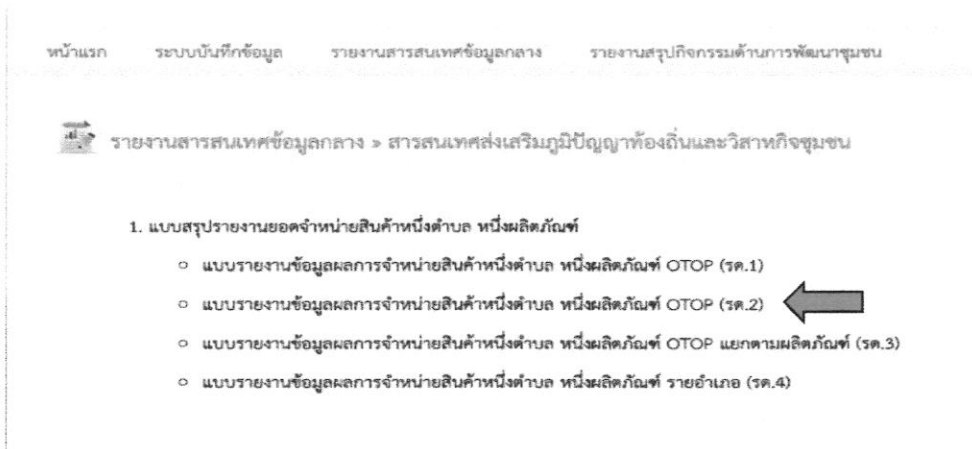 หน้าแรก ระบบบันทึกข้อมูล รายงานสารสนเทศข้อมูลกลาง รายงานสรุปกิจกรรมด้านการพัฒนาชุมชน
รายงานสารสนเทศข้อมูลกลาง » สารสนเทศส่งเสริมภูมิปัญญาท้องถิ่นและวิสาหกิจชุมชน
1. แบบสรุปรายงานยอดจำหน่ายสินค้าหนึ่งตำบล หนึ่งผลิตภัณฑ์
○ แบบรายงานข้อมูลผลการจำหน่ายสินค้าหนึ่งตำบล หนึ่งผลิตภัณฑ์ OTOP (รต.1)
○ แบบรายงานข้อมูลผลการจำหน่ายสินค้าหนึ่งตำบล หนึ่งผลิตภัณฑ์ OTOP (รต.2)
○ แบบรายงานข้อมูลผลการจำหน่ายสินค้าหนึ่งตำบล หนึ่งผลิตภัณฑ์ OTOP แยกตามผลิตภัณฑ์ (รต.3)
○ แบบรายงานข้อมูลผลการจำหน่ายสินค้าหนึ่งตำบล หนึ่งผลิตภัณฑ์ รายอำเภอ (รต.4)